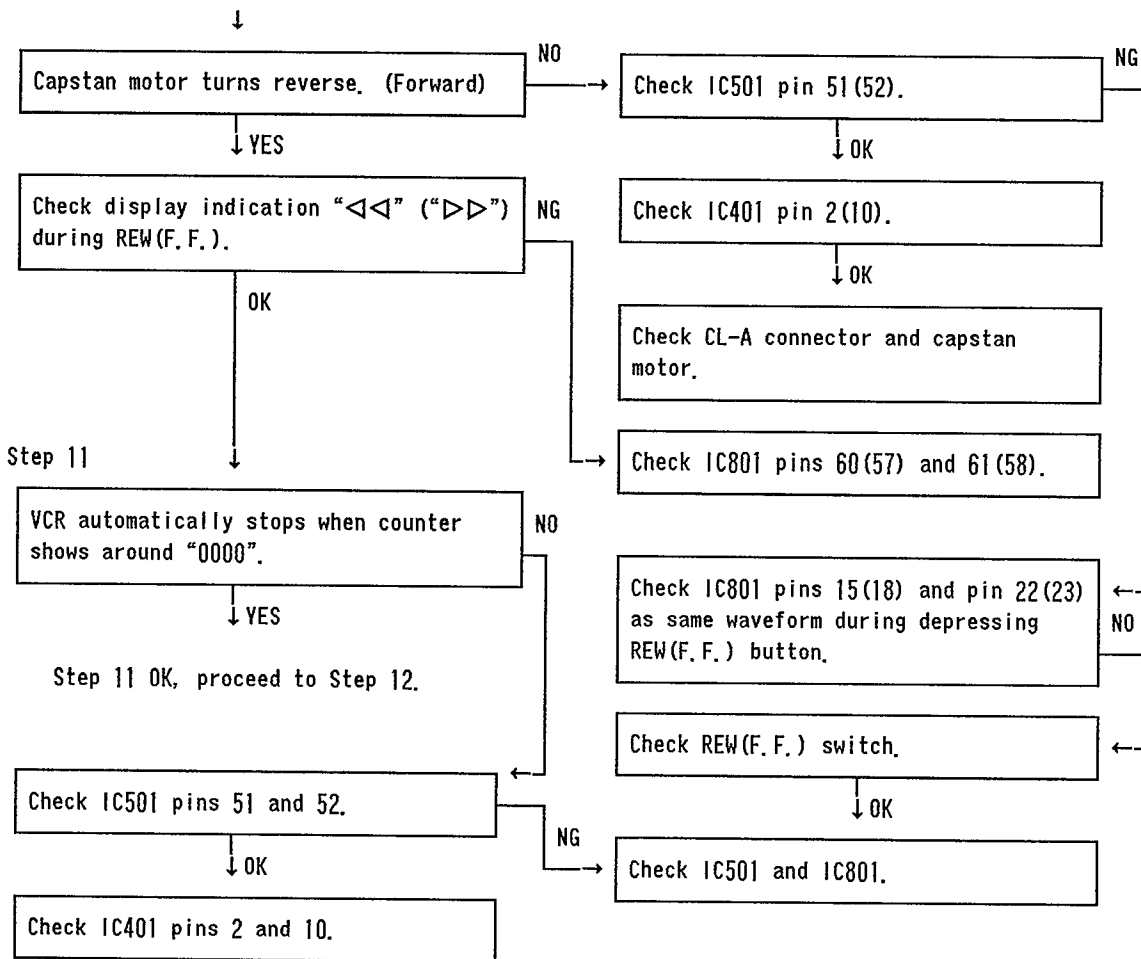 NO
Capstan motor turns reverse. (Forward)
YES
Check display indication “◁◁” (“▷▷”)
during REW(F.F.).
NG
OK
Step 11
VCR automatically stops when counter
shows around “0000”.
NO
YES
Step 11 OK, proceed to Step 12.
Check IC501 pins 51 and 52.
NG
OK
Check IC401 pins 2 and 10.
NG
Check IC501 pin 51(52).
OK
Check IC401 pin 2(10).
OK
Check CL-A connector and capstan
motor.
Check IC801 pins 60(57) and 61(58).
Check IC801 pins 15(18) and pin 22(23)
as same waveform during depressing
REW(F.F.) button.
NO
Check REW(F.F.) switch.
OK
Check IC501 and IC801.